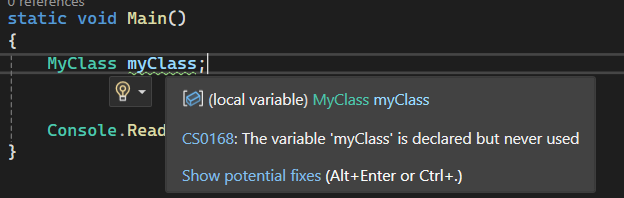 0 references
static void Main()
{
MyClass myClass;
(local variable) MyClass myClass
CS0168: The variable 'myClass' is declared but never used
Show potential fixes (Alt+Enter or Ctrl+.)
Console.Read
}